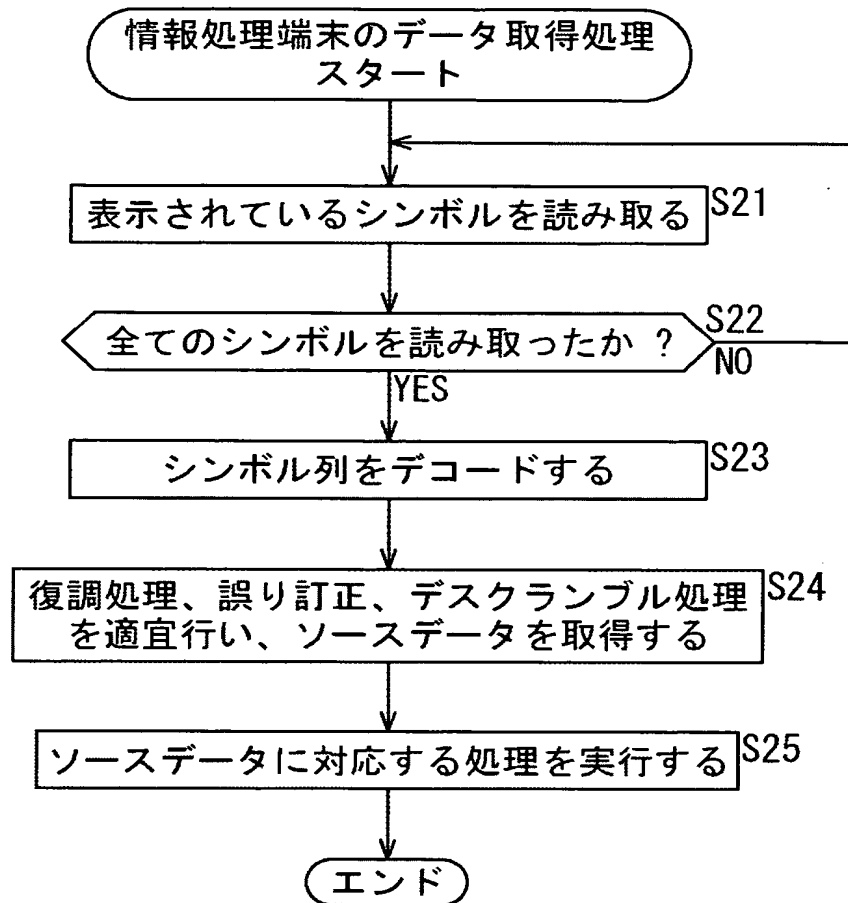 情報処理端末のデータ取得処理
スタート
表示されているシンボルを読み取る
S21
全てのシンボルを読み取ったか ?
S22
NO
YES
シンボル列をデコードする
S23
復調処理、誤り訂正、デスクランブル処理
を適宜行い、ソースデータを取得する
S24
ソースデータに対応する処理を実行する
S25
エンド